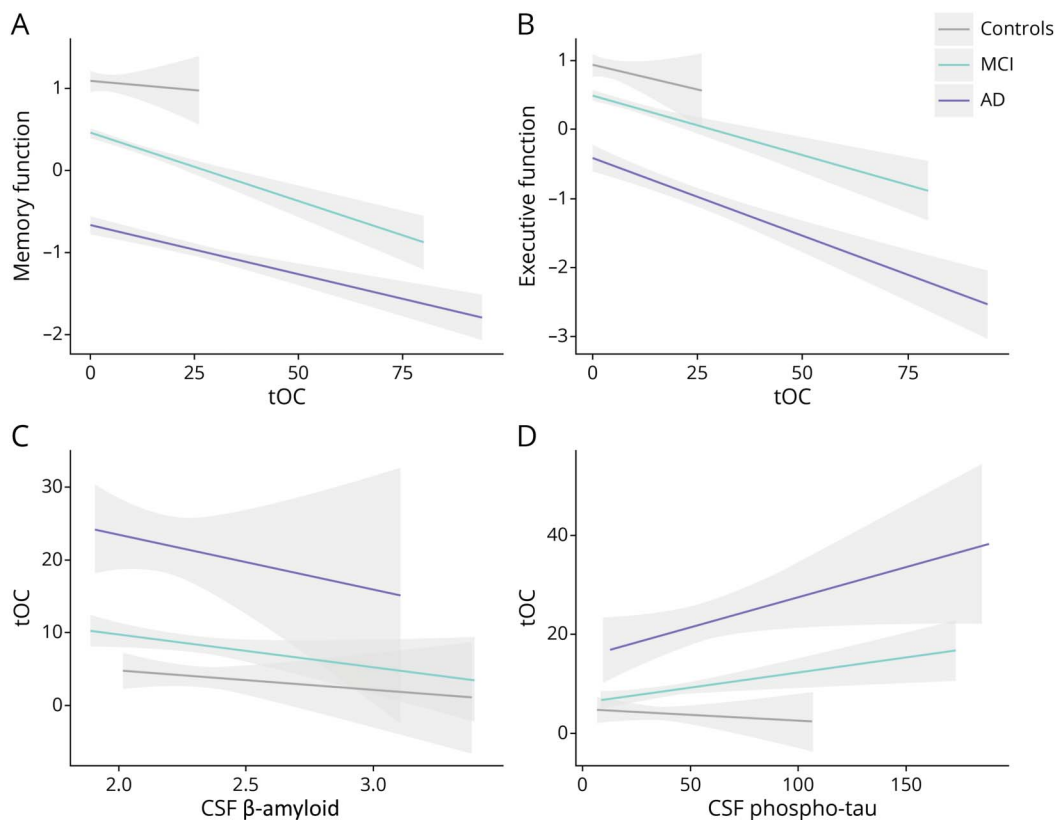 A
B
Controls
MCI
AD
1
0
−1
−2
Memory function
0 25 50 75
tOC
1
0
−1
−2
−3
Executive function
0 25 50 75
tOC
C
D
30
20
10
0
tOC
2.0 2.5 3.0
CSF β-amyloid
40
20
0
tOC
0 50 100 150
CSF phospho-tau